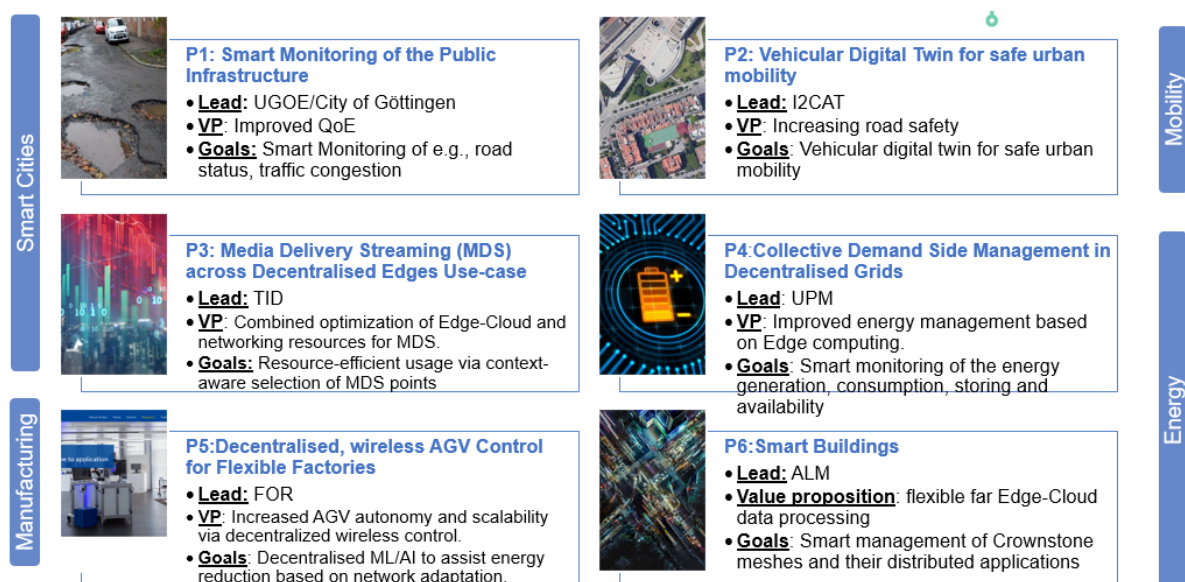 Smart Cities
P1: Smart Monitoring of the Public
Infrastructure
• Lead: UGOE/City of Göttingen
• VP: Improved QoE
• Goals: Smart Monitoring of e.g., road
status, traffic congestion
P2: Vehicular Digital Twin for safe urban
mobility
• Lead: I2CAT
• VP: Increasing road safety
• Goals: Vehicular digital twin for safe urban
mobility
Mobility
P3: Media Delivery Streaming (MDS)
across Decentralised Edges Use-case
• Lead: TID
• VP: Combined optimization of Edge-Cloud and
networking resources for MDS.
• Goals: Resource-efficient usage via context-
aware selection of MDS points
P4:Collective Demand Side Management in
Decentralised Grids
• Lead: UPM
• VP: Improved energy management based
on Edge computing.
• Goals: Smart monitoring of the energy
generation, consumption, storing and
availability
Energy
Manufacturing
P5:Decentralised, wireless AGV Control
for Flexible Factories
• Lead: FOR
• VP: Increased AGV autonomy and scalability
via decentralized wireless control.
• Goals: Decentralised ML/AI to assist energy
reduction based on network adaptation.
P6:Smart Buildings
• Lead: ALM
• Value proposition: flexible far Edge-Cloud
data processing
• Goals: Smart management of Crownstone
meshes and their distributed applications
e to application